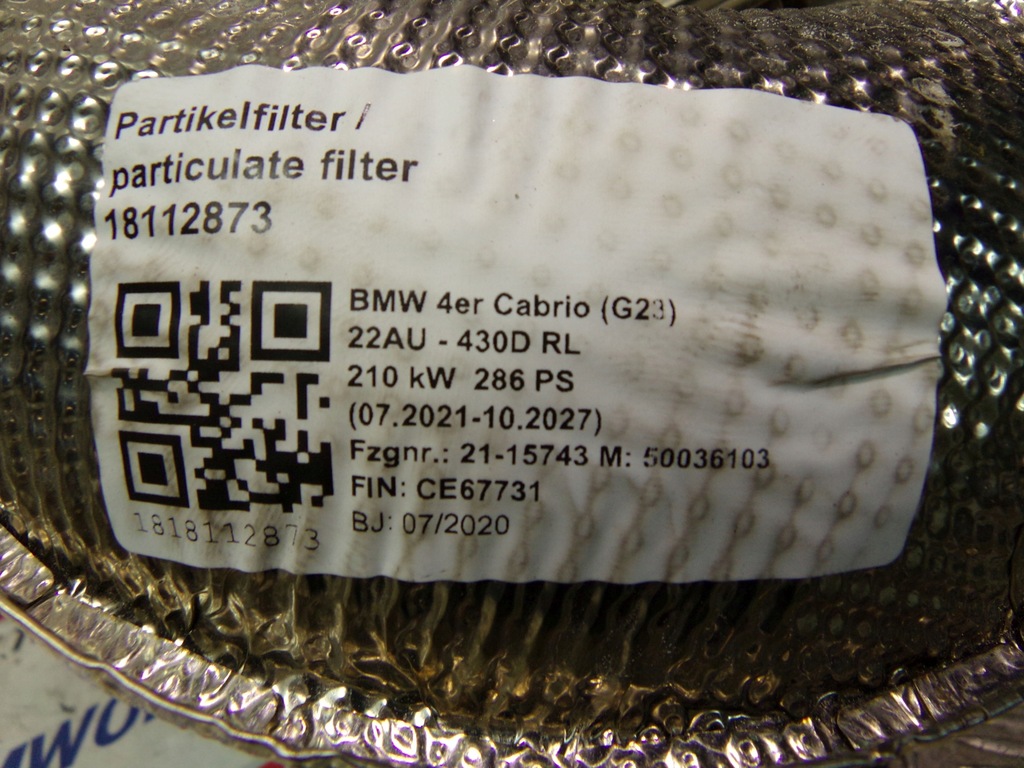 Partikelfilter /
particulate filter
18112873
BMW 4er Cabrio (G23)
22AU - 430D RL
210 kW 286 PS
(07.2021-10.2027)
Fzgnr.: 21-15743 M: 50036103
FIN: CE67731
BJ: 07/2020
1818112873